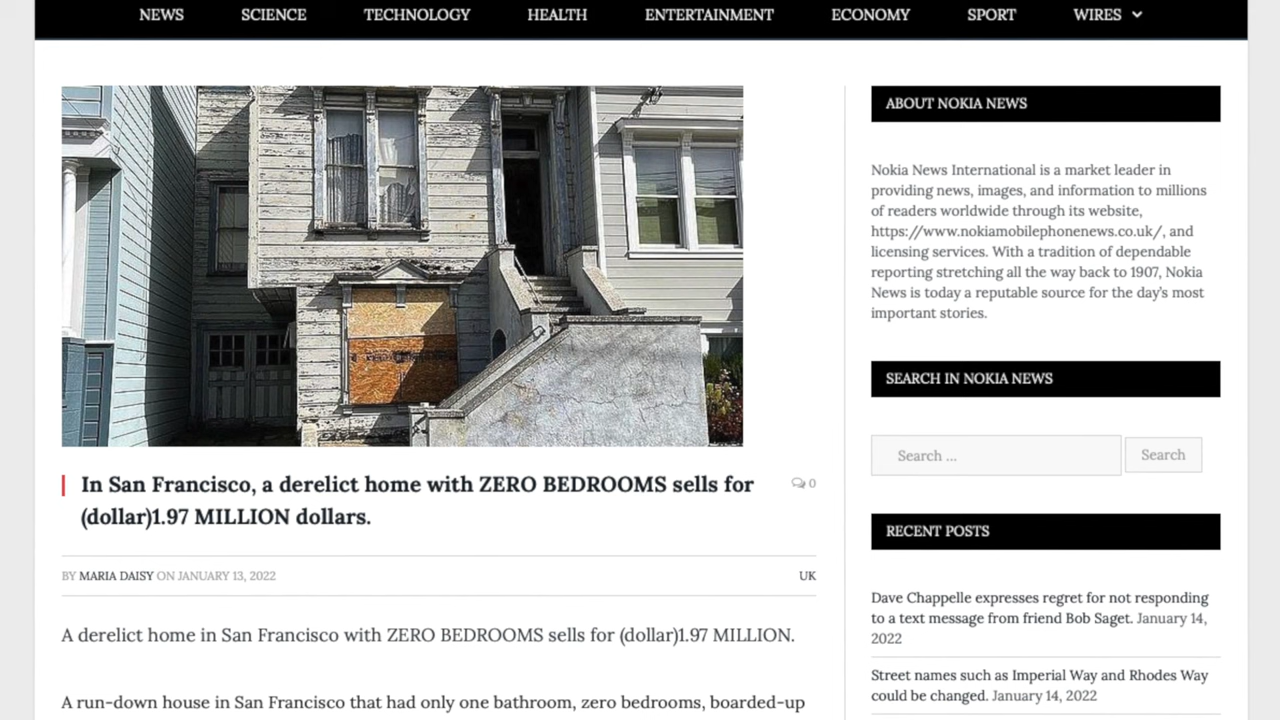 NEWS SCIENCE TECHNOLOGY HEALTH ENTERTAINMENT ECONOMY SPORT WIRES
In San Francisco, a derelict home with ZERO BEDROOMS sells for
(dollar)1.97 MILLION dollars.
0
BY MARIA DAISY ON JANUARY 13, 2022
UK
A derelict home in San Francisco with ZERO BEDROOMS sells for (dollar)1.97 MILLION.
A run-down house in San Francisco that had only one bathroom, zero bedrooms, boarded-up
ABOUT NOKIA NEWS
Nokia News International is a market leader in
providing news, images, and information to millions
of readers worldwide through its website,
https://www.nokiamobilephonenews.co.uk/, and
licensing services. With a tradition of dependable
reporting stretching all the way back to 1907, Nokia
News is today a reputable source for the day's most
important stories.
SEARCH IN NOKIA NEWS
Search ...
Search
RECENT POSTS
Dave Chappelle expresses regret for not responding
to a text message from friend Bob Saget. January 14,
2022
Street names such as Imperial Way and Rhodes Way
could be changed. January 14, 2022